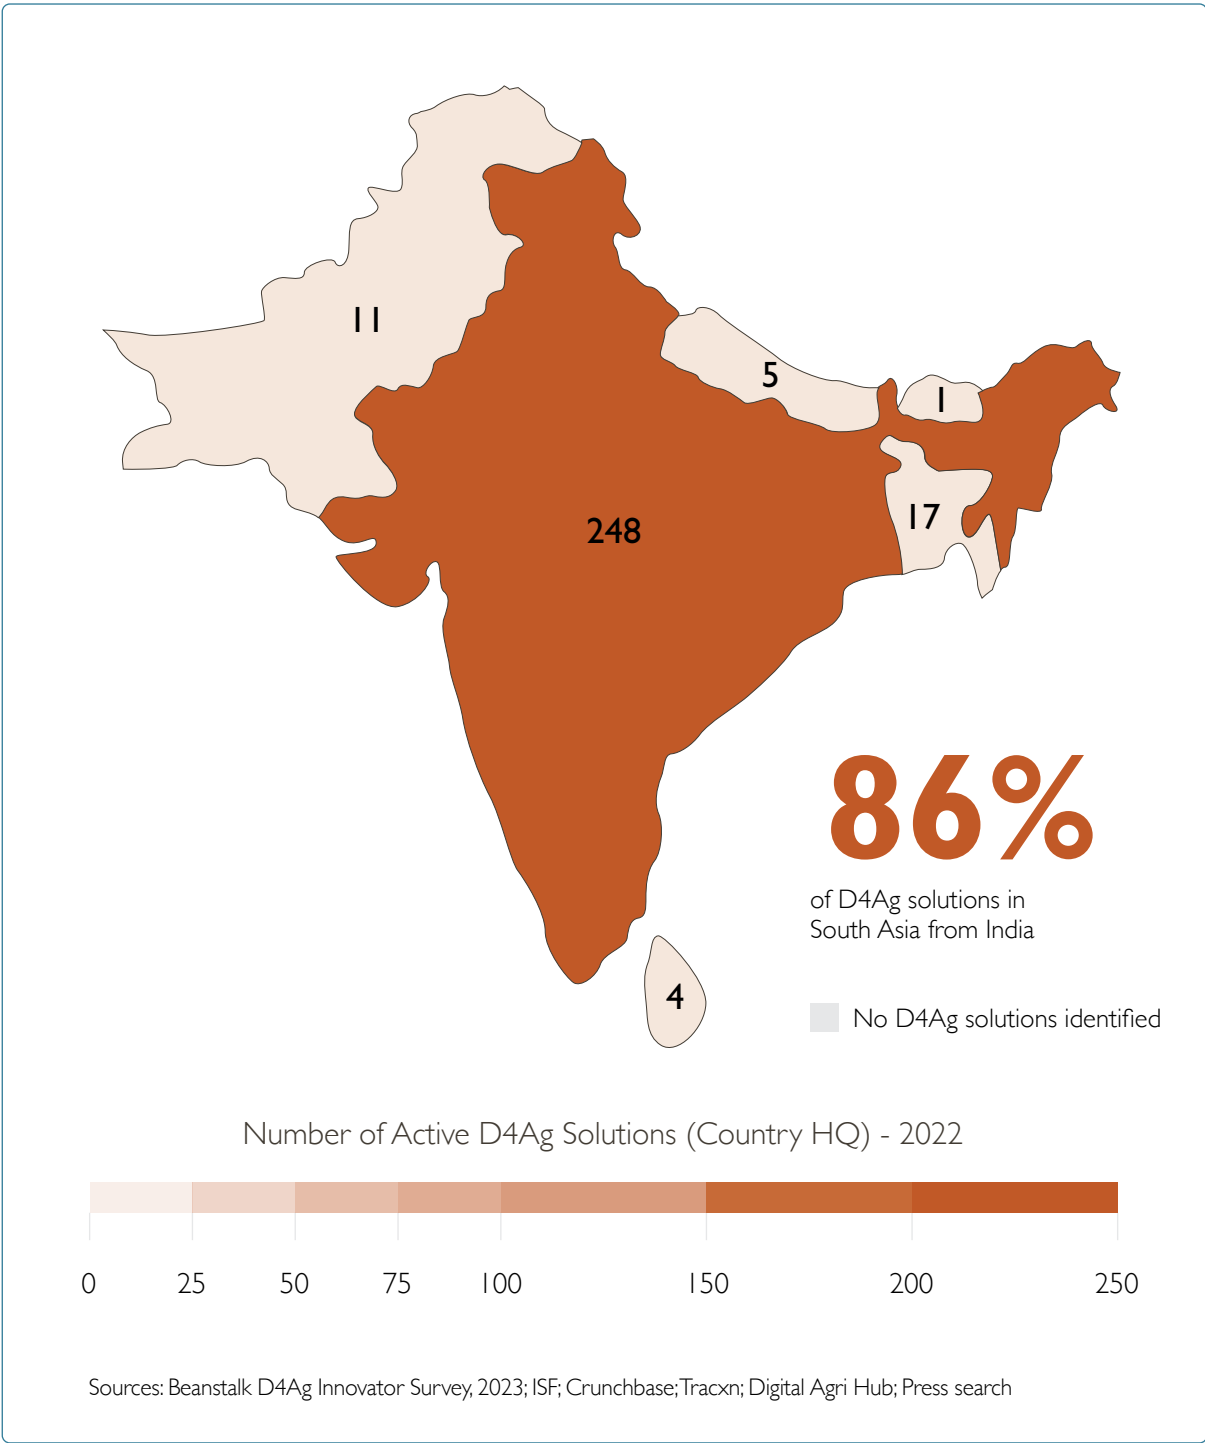 11
5
1
17
248
86%
of D4Ag solutions in
South Asia from India
4
No D4Ag solutions identified
Number of Active D4Ag Solutions (Country HQ) - 2022
0 25 50 75 100 150 200 250
Sources: Beanstalk D4Ag Innovator Survey, 2023; ISF; Crunchbase; Tracxn; Digital Agri Hub; Press search